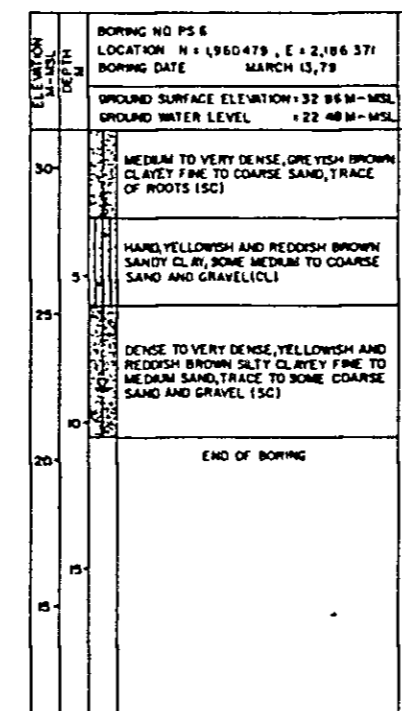 BORING NO PS 6
LOCATION N = 1,960479 , E = 2,186 371
BORING DATE MARCH 13,79
ELEVATION
M-MSL
DEPTH
M
GROUND SURFACE ELEVATION = 32 86 M-MSL
GROUND WATER LEVEL = 22 48 M-MSL
30
MEDIUM TO VERY DENSE, GREYISH BROWN
CLAYEY FINE TO COARSE SAND, TRACE
OF ROOTS (SC)
HARD, YELLOWISH AND REDDISH BROWN
SANDY CLAY, SOME MEDIUM TO COARSE
SAND AND GRAVEL (CL)
5
25
DENSE TO VERY DENSE, YELLOWISH AND
REDDISH BROWN SILTY CLAYEY FINE TO
MEDIUM SAND, TRACE TO SOME COARSE
SAND AND GRAVEL (SC)
10
20
END OF BORING
15
15